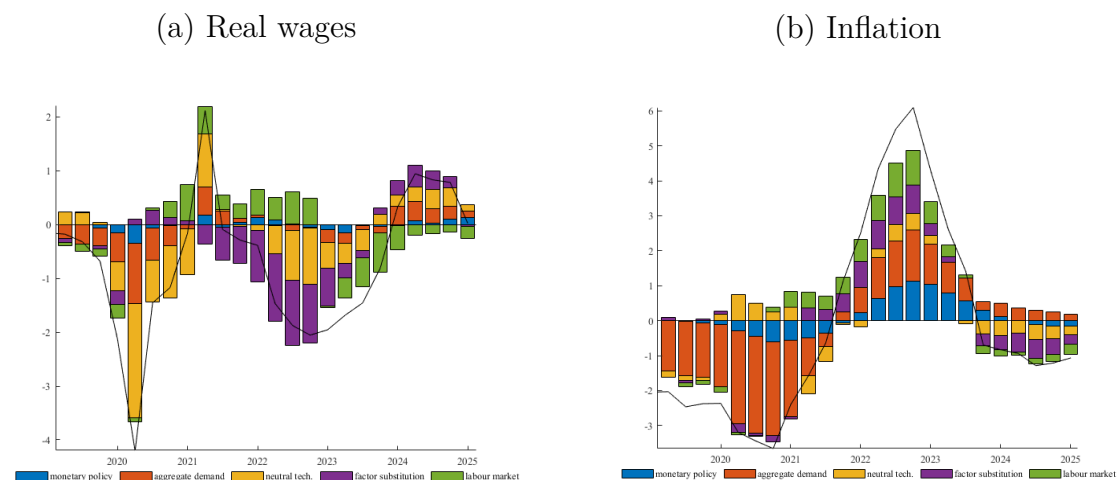 (a) Real wages
2
1
0
-1
-2
-3
-4
2020 2021 2022 2023 2024 2025
monetary policy aggregate demand neutral tech. factor substitution labour market
(b) Inflation
6
5
4
3
2
1
0
-1
-2
-3
2020 2021 2022 2023 2024 2025
monetary policy aggregate demand neutral tech. factor substitution labour market